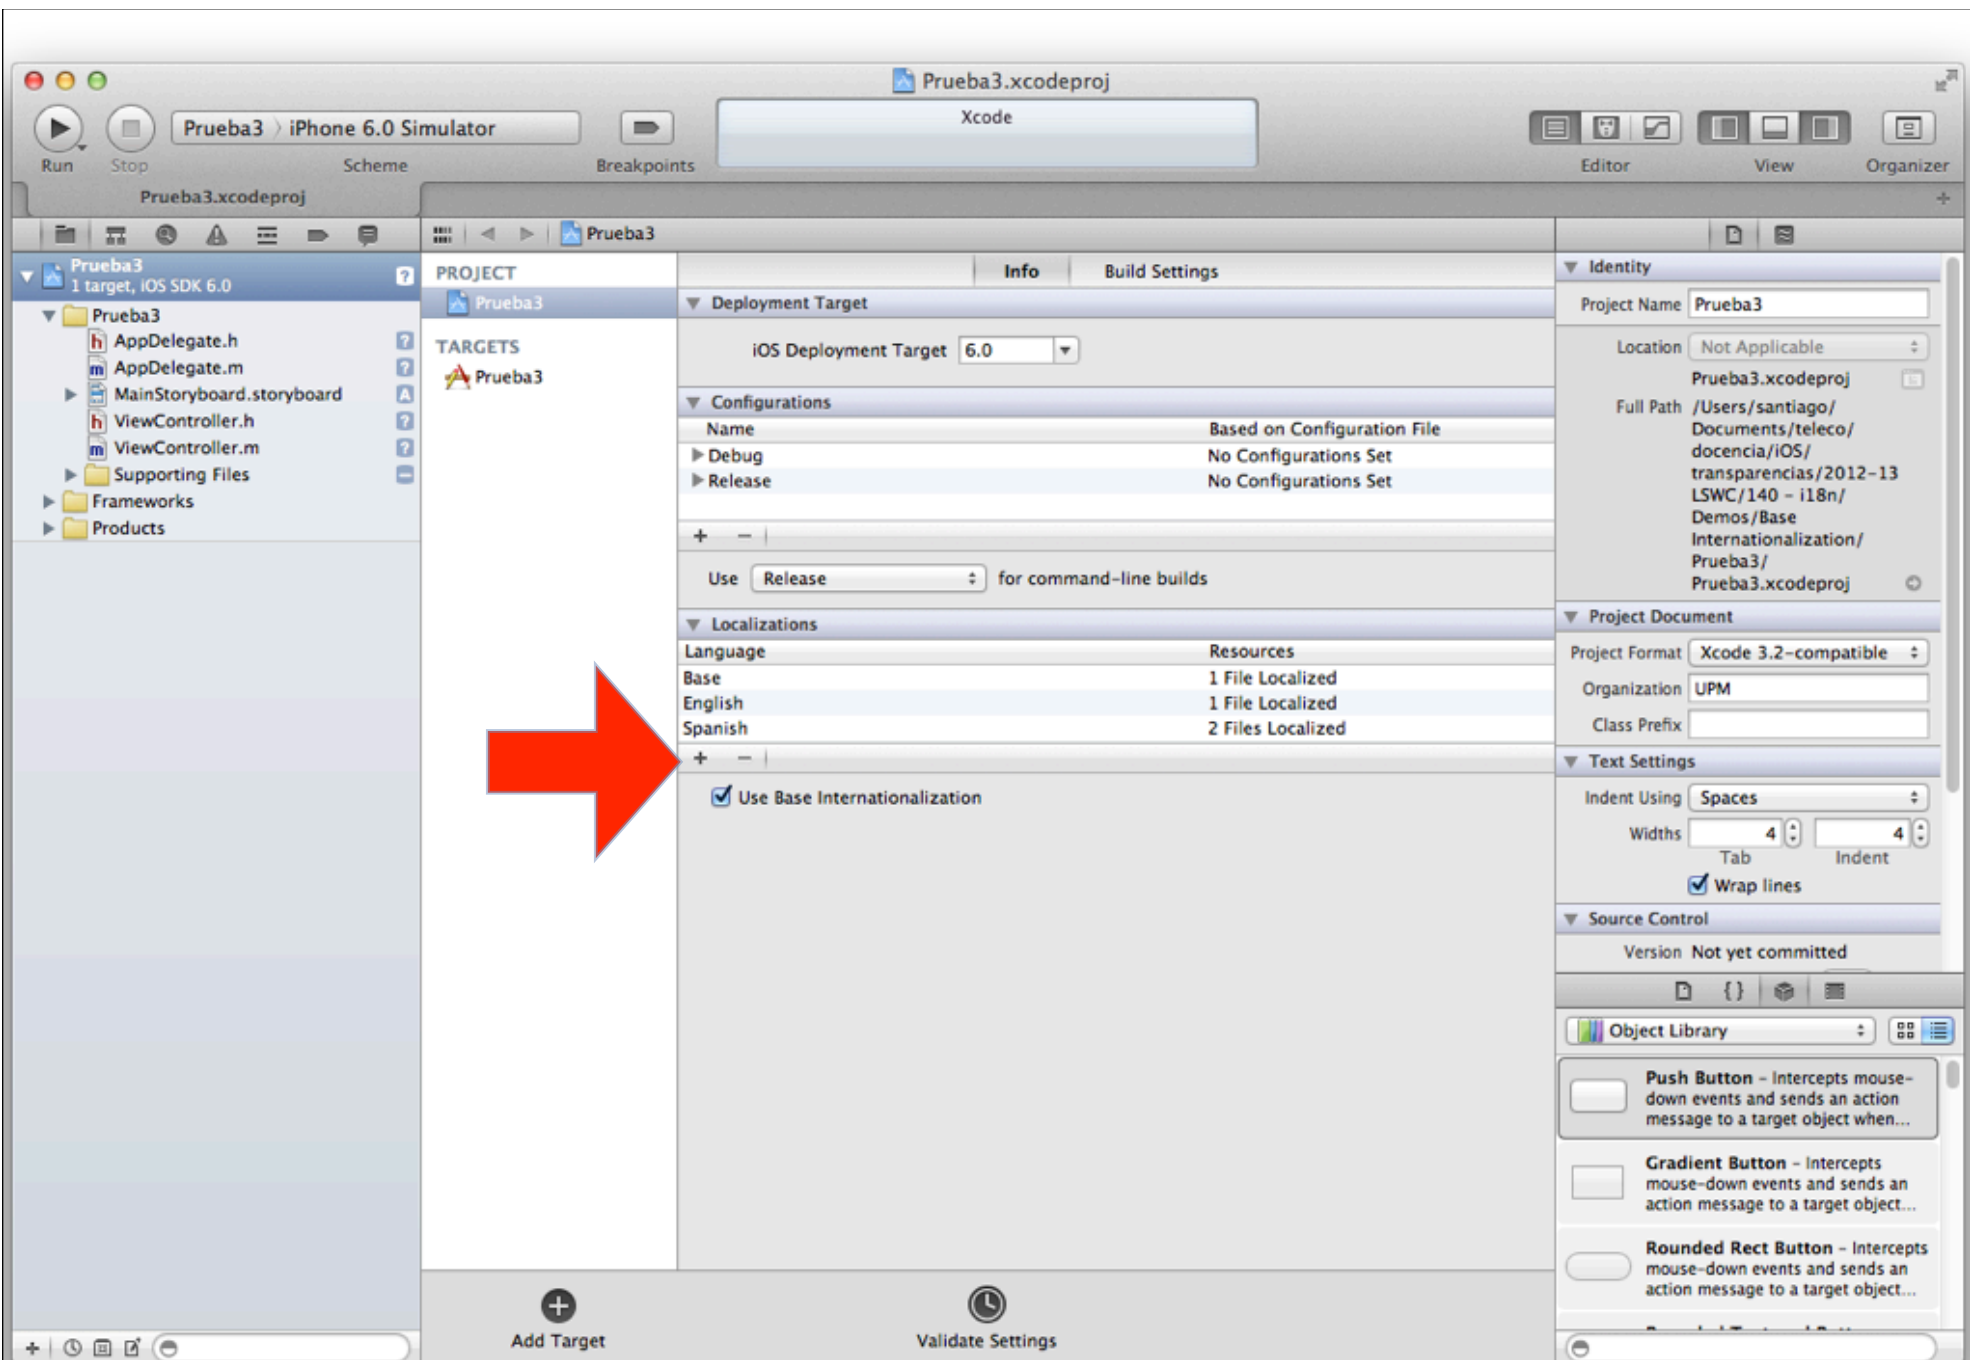 Prueba3.xcodeproj
Prueba3 〉iPhone 6.0 Simulator
Xcode
Run
Stop
Scheme
Breakpoints
Editor
View
Organizer
Prueba3.xcodeproj
Prueba3
Prueba3
1 target, iOS SDK 6.0
?
Prueba3
AppDelegate.h
?
AppDelegate.m
?
MainStoryboard.storyboard
A
ViewController.h
?
ViewController.m
?
Supporting Files
Frameworks
Products
PROJECT
Prueba3
TARGETS
Prueba3
Info
Build Settings
Deployment Target
iOS Deployment Target 6.0
Configurations
Name
Based on Configuration File
Debug
No Configurations Set
Release
No Configurations Set
+ −
Use Release for command-line builds
Localizations
Language
Resources
Base
1 File Localized
English
1 File Localized
Spanish
2 Files Localized
+ −
Use Base Internationalization
Add Target
Validate Settings
Identity
Project Name Prueba3
Location Not Applicable
Prueba3.xcodeproj
Full Path /Users/santiago/
Documents/teleco/
docencia/iOS/
transparencias/2012-13
LSWC/140 - i18n/
Demos/Base
Internationalization/
Prueba3/
Prueba3.xcodeproj
Project Document
Project Format Xcode 3.2-compatible
Organization UPM
Class Prefix
Text Settings
Indent Using Spaces
Widths 4 4
Tab Indent
Wrap lines
Source Control
Version Not yet committed
{}
Object Library
Push Button - Intercepts mouse-
down events and sends an action
message to a target object when...
Gradient Button - Intercepts
mouse-down events and sends an
action message to a target object...
Rounded Rect Button - Intercepts
mouse-down events and sends an
action message to a target object...